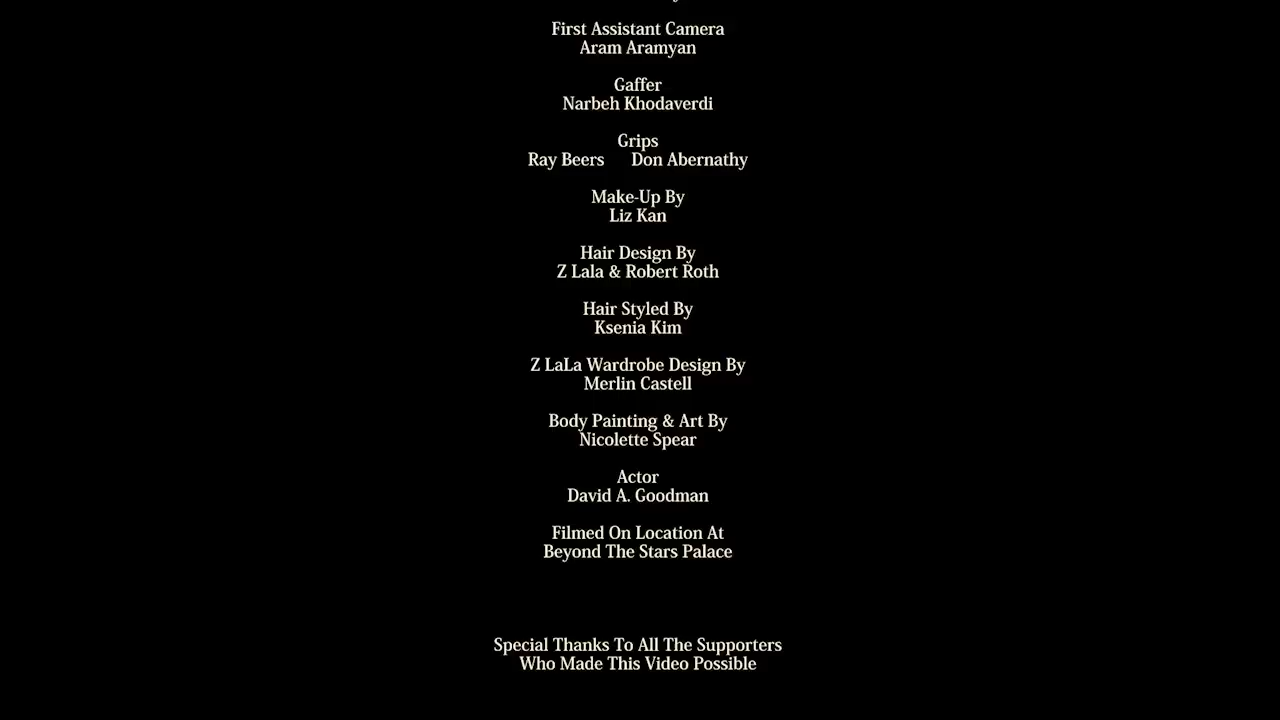 First Assistant Camera
Aram Aramyan
Gaffer
Narbeh Khodaverdi
Grips
Ray Beers Don Abernathy
Make-Up By
Liz Kan
Hair Design By
Z Lala & Robert Roth
Hair Styled By
Ksenia Kim
Z LaLa Wardrobe Design By
Merlin Castell
Body Painting & Art By
Nicolette Spear
Actor
David A. Goodman
Filmed On Location At
Beyond The Stars Palace
Special Thanks To All The Supporters
Who Made This Video Possible